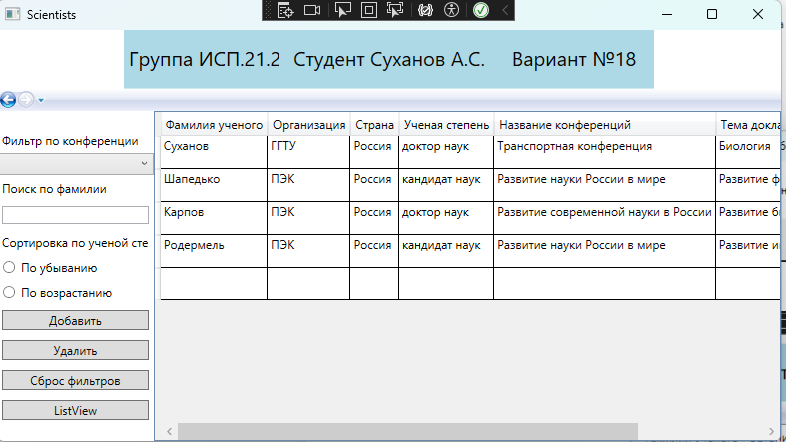 Scientists
Группа ИСП.21.2 Студент Суханов А.С. Вариант №18
Фильтр по конференции
Поиск по фамилии
Сортировка по ученой сте
По убыванию
По возрастанию
Добавить
Удалить
Сброс фильтров
ListView
Фамилия ученого Организация Страна Ученая степень Название конференций Тема докла
Суханов ГГТУ Россия доктор наук Транспортная конференция Биология
Шапедько ПЭК Россия кандидат наук Развитие науки России в мире Развитие ф
Карпов ПЭК Россия доктор наук Развитие современной науки в России Развитие б
Родермель ПЭК Россия кандидат наук Развитие науки России в мире Развитие и